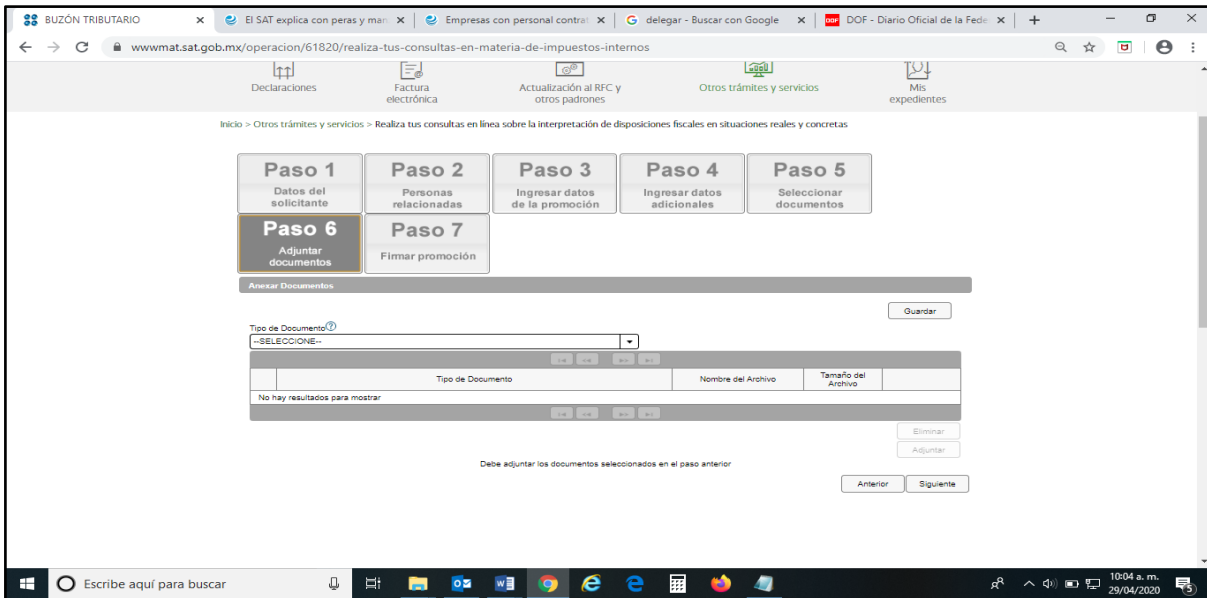 BUZÓN TRIBUTARIO
El SAT explica con peras y man
Empresas con personal contrat
delegar - Buscar con Google
DOF - Diario Oficial de la Fede
wwwmat.sat.gob.mx/operacion/61820/realiza-tus-consultas-en-materia-de-impuestos-internos
Declaraciones
Factura
electrónica
Actualización al RFC y
otros padrones
Otros trámites y servicios
Mis
expedientes
Inicio > Otros trámites y servicios > Realiza tus consultas en línea sobre la interpretación de disposiciones fiscales en situaciones reales y concretas
Paso 1
Datos del
solicitante
Paso 2
Personas
relacionadas
Paso 3
Ingresar datos
de la promoción
Paso 4
Ingresar datos
adicionales
Paso 5
Seleccionar
documentos
Paso 6
Adjuntar
documentos
Paso 7
Firmar promoción
Anexar Documentos
Guardar
Tipo de Documento
--SELECCIONE--
Tipo de Documento
Nombre del Archivo
Tamaño del
Archivo
No hay resultados para mostrar
Eliminar
Adjuntar
Debe adjuntar los documentos seleccionados en el paso anterior
Anterior
Siguiente
Escribe aquí para buscar
10:04 a. m.
29/04/2020